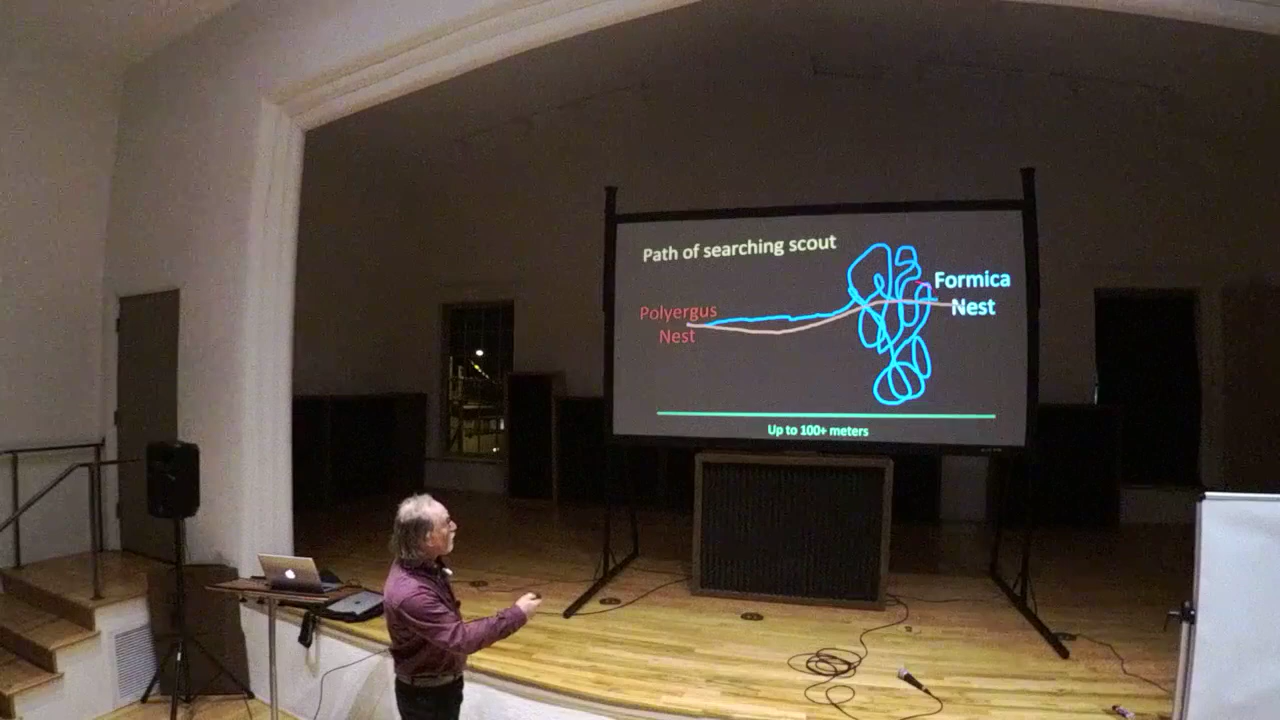 Path of searching scout
Formica
Nest
Polyergus
Nest
Up to 100+ meters